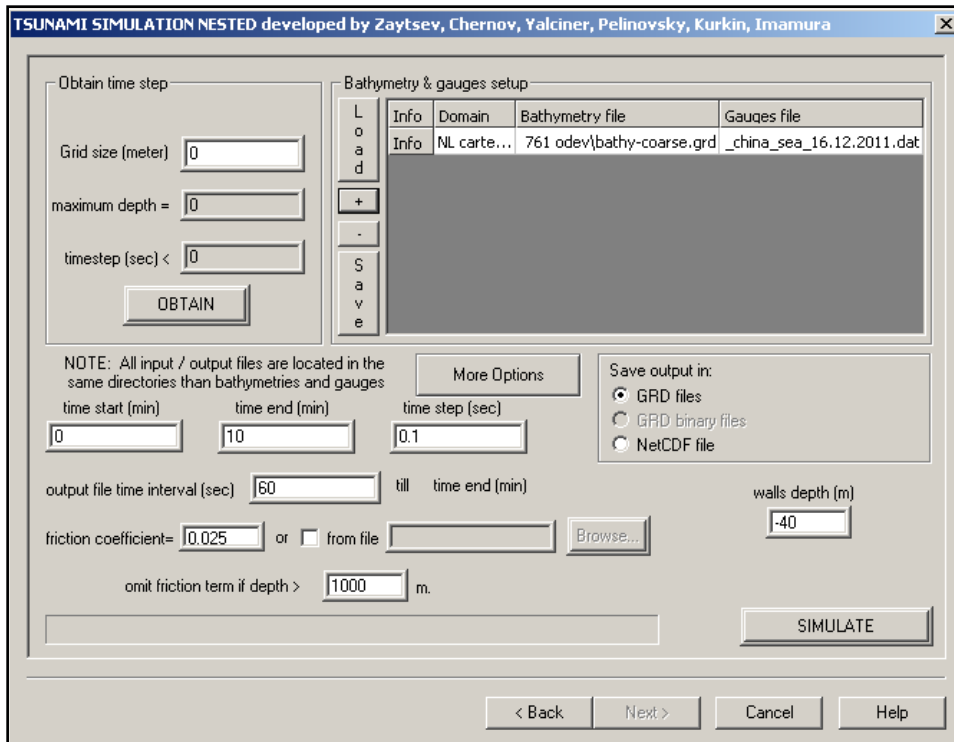 TSUNAMI SIMULATION NESTED developed by Zaytsev, Chernov, Yalciner, Pelinovsky, Kurkin, Imamura
Obtain time step
Grid size (meter) 0
maximum depth = 0
timestep (sec) < 0
OBTAIN
Bathymetry & gauges setup
Load
+
-
Save
Info Domain Bathymetry file Gauges file
Info NL carte... 761 odev\bathy-coarse.grd _china_sea_16.12.2011.dat
NOTE: All input / output files are located in the
same directories than bathymetries and gauges
More Options
Save output in:
GRD files
GRD binary files
NetCDF file
time start (min) time end (min) time step (sec)
0 10 0.1
output file time interval (sec) 60 till time end (min)
walls depth (m)
-40
friction coefficient= 0.025 or from file Browse...
omit friction term if depth > 1000 m.
SIMULATE
< Back Next > Cancel Help